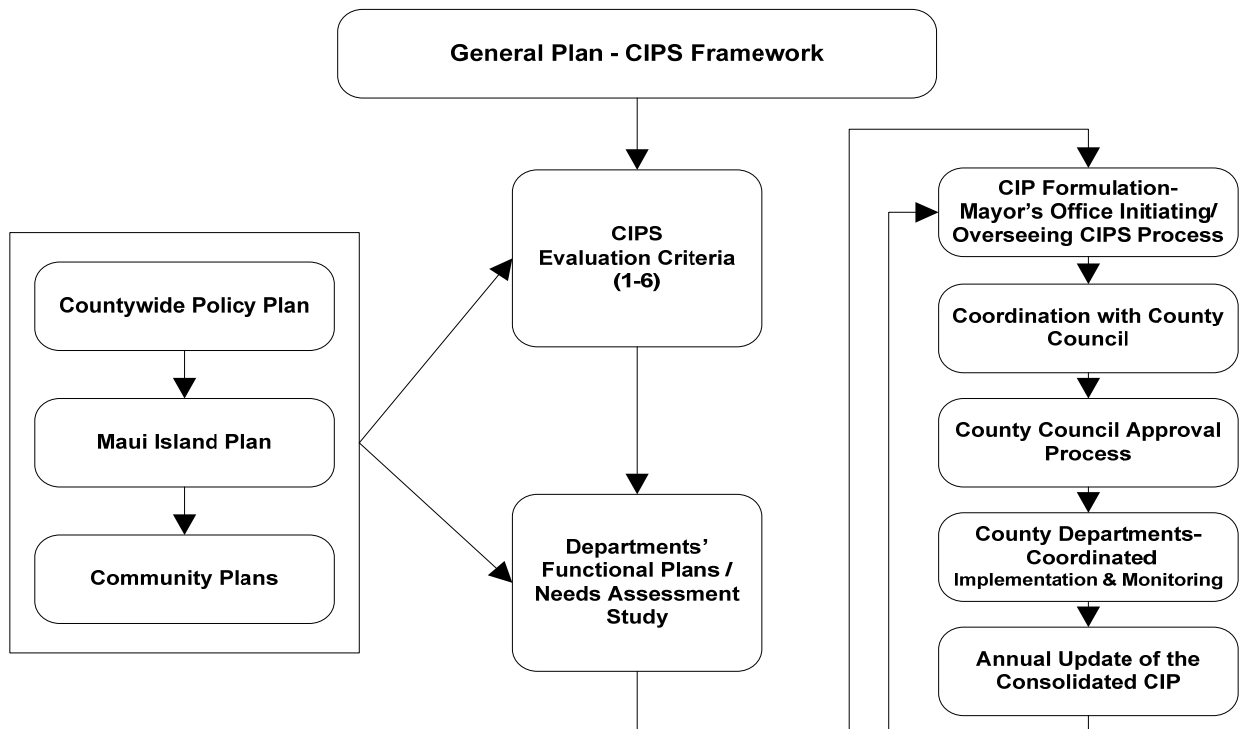 General Plan - CIPS Framework
Countywide Policy Plan
Maui Island Plan
Community Plans
CIPS
Evaluation Criteria
(1-6)
Departments’
Functional Plans /
Needs Assessment
Study
CIP Formulation-
Mayor’s Office Initiating/
Overseeing CIPS Process
Coordination with County
Council
County Council Approval
Process
County Departments-
Coordinated
Implementation & Monitoring
Annual Update of the
Consolidated CIP